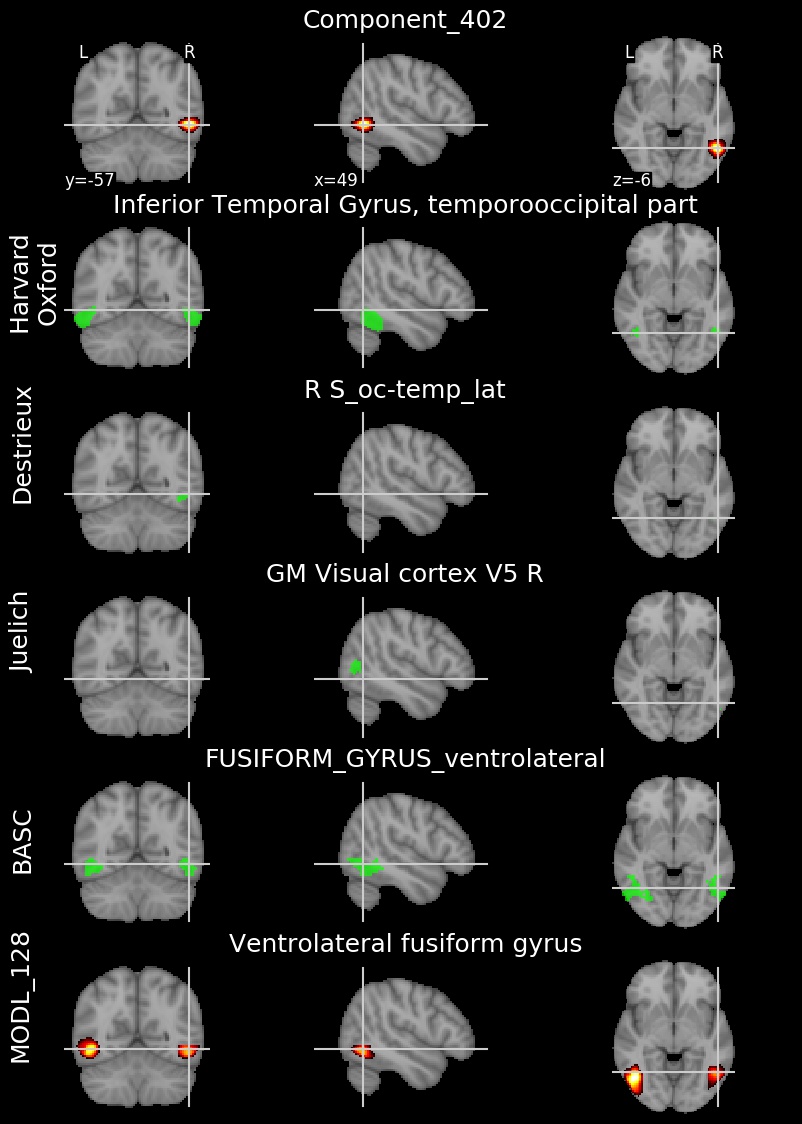 Component_402
L R
L R
y=-57
x=49
z=-6
Inferior Temporal Gyrus, temporooccipital part
Harvard
Oxford
R S_oc-temp_lat
Destrieux
GM Visual cortex V5 R
Juelich
FUSIFORM_GYRUS_ventrolateral
BASC
Ventrolateral fusiform gyrus
MODL_128